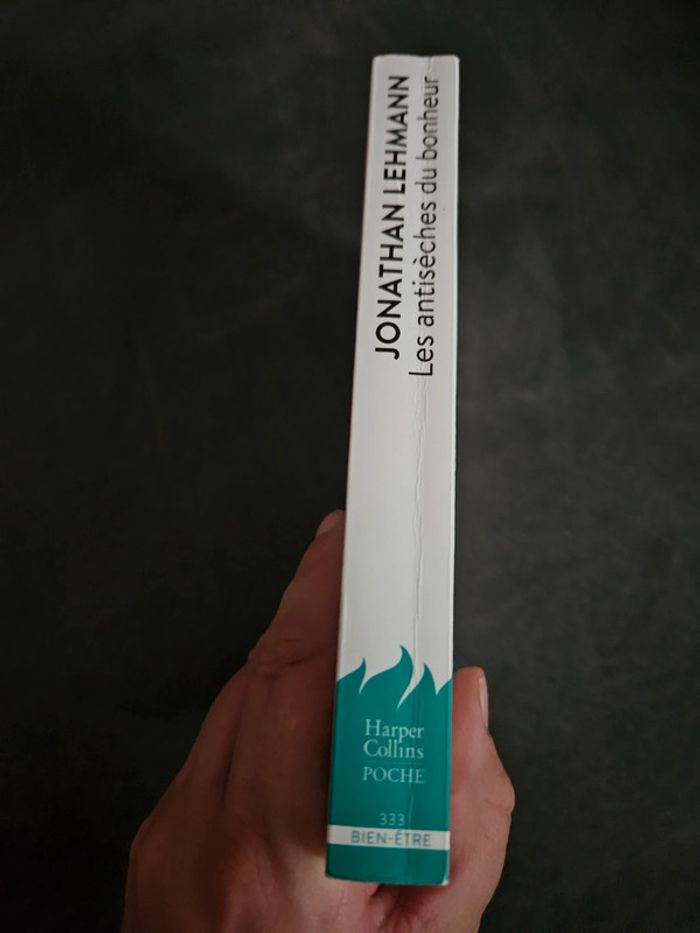 JONATHAN LEHMANN
Les antisèches du bonheur
Harper
Collins
POCHE
333
BIEN-ÊTRE